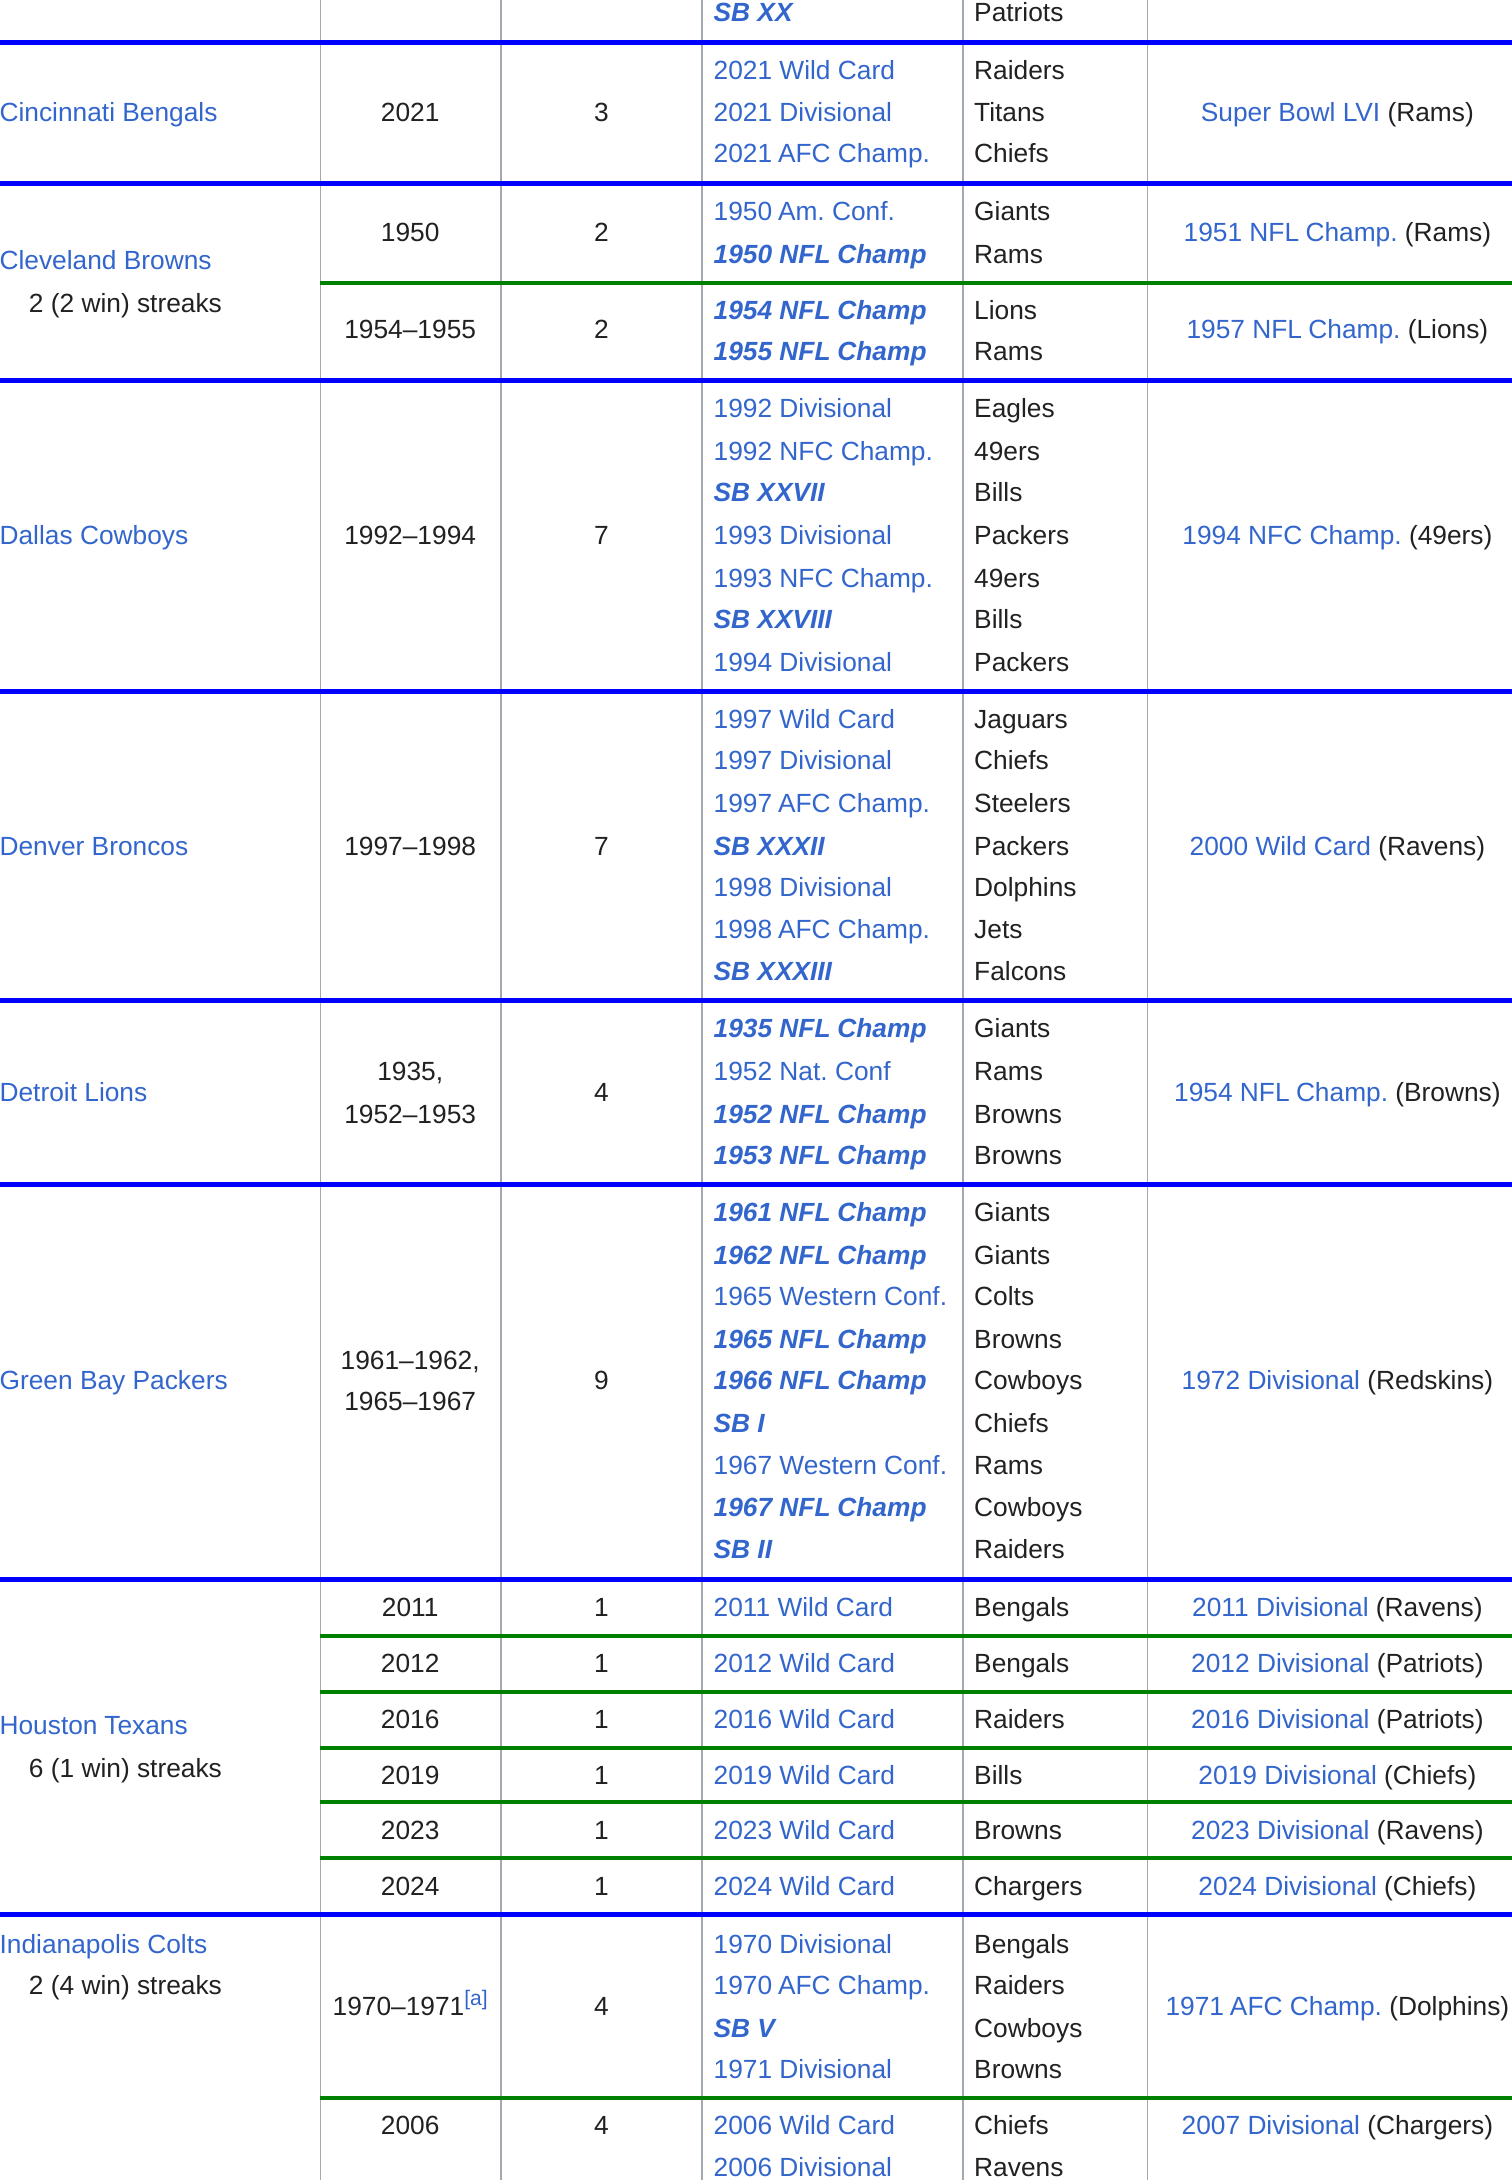 SB XX Patriots
Cincinnati Bengals 2021 3 2021 Wild Card Raiders Super Bowl LVI (Rams)
2021 Divisional Titans
2021 AFC Champ. Chiefs
Cleveland Browns
2 (2 win) streaks
1950 2 1950 Am. Conf. Giants 1951 NFL Champ. (Rams)
1950 NFL Champ Rams
1954–1955 2 1954 NFL Champ Lions 1957 NFL Champ. (Lions)
1955 NFL Champ Rams
Dallas Cowboys 1992–1994 7 1992 Divisional Eagles 1994 NFC Champ. (49ers)
1992 NFC Champ. 49ers
SB XXVII Bills
1993 Divisional Packers
1993 NFC Champ. 49ers
SB XXVIII Bills
1994 Divisional Packers
Denver Broncos 1997–1998 7 1997 Wild Card Jaguars 2000 Wild Card (Ravens)
1997 Divisional Chiefs
1997 AFC Champ. Steelers
SB XXXII Packers
1998 Divisional Dolphins
1998 AFC Champ. Jets
SB XXXIII Falcons
Detroit Lions 1935,
1952–1953 4 1935 NFL Champ Giants 1954 NFL Champ. (Browns)
1952 Nat. Conf Rams
1952 NFL Champ Browns
1953 NFL Champ Browns
Green Bay Packers 1961–1962,
1965–1967 9 1961 NFL Champ Giants 1972 Divisional (Redskins)
1962 NFL Champ Giants
1965 Western Conf. Colts
1965 NFL Champ Browns
1966 NFL Champ Cowboys
SB I Chiefs
1967 Western Conf. Rams
1967 NFL Champ Cowboys
SB II Raiders
Houston Texans
6 (1 win) streaks
2011 1 2011 Wild Card Bengals 2011 Divisional (Ravens)
2012 1 2012 Wild Card Bengals 2012 Divisional (Patriots)
2016 1 2016 Wild Card Raiders 2016 Divisional (Patriots)
2019 1 2019 Wild Card Bills 2019 Divisional (Chiefs)
2023 1 2023 Wild Card Browns 2023 Divisional (Ravens)
2024 1 2024 Wild Card Chargers 2024 Divisional (Chiefs)
Indianapolis Colts
2 (4 win) streaks
1970–1971[a] 4 1970 Divisional Bengals 1971 AFC Champ. (Dolphins)
1970 AFC Champ. Raiders
SB V Cowboys
1971 Divisional Browns
2006 4 2006 Wild Card Chiefs 2007 Divisional (Chargers)
2006 Divisional Ravens